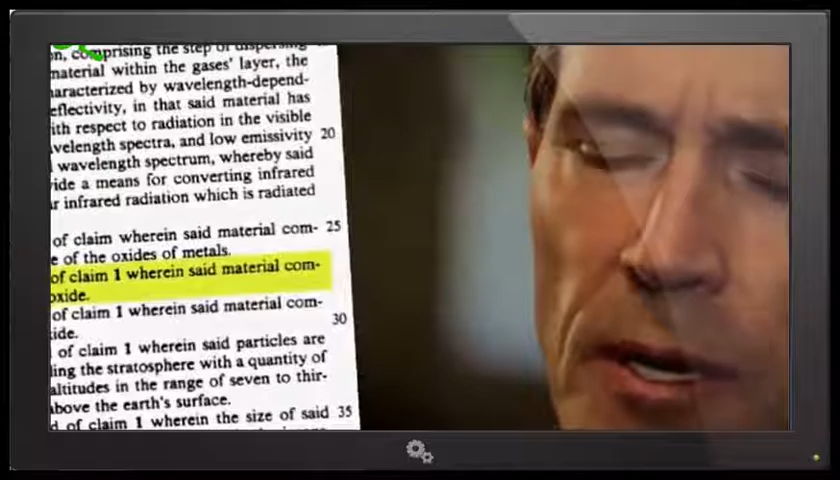 n, comprising the step of dispersing
material within the gases' layer, the
aracterized by wavelength-depend-
eflectivity, in that said material has
ith respect to radiation in the visible
velength spectra, and low emissivity 20
wavelength spectrum, whereby said
ide a means for converting infrared
r infrared radiation which is radiated
of claim wherein said material com- 25
e of the oxides of metals.
of claim 1 wherein said material com-
oxide.
of claim 1 wherein said material com-
ide.
30
of claim 1 wherein said particles are
ing the stratosphere with a quantity of
altitudes in the range of seven to thir-
above the earth's surface.
of claim 1 wherein the size of said 35